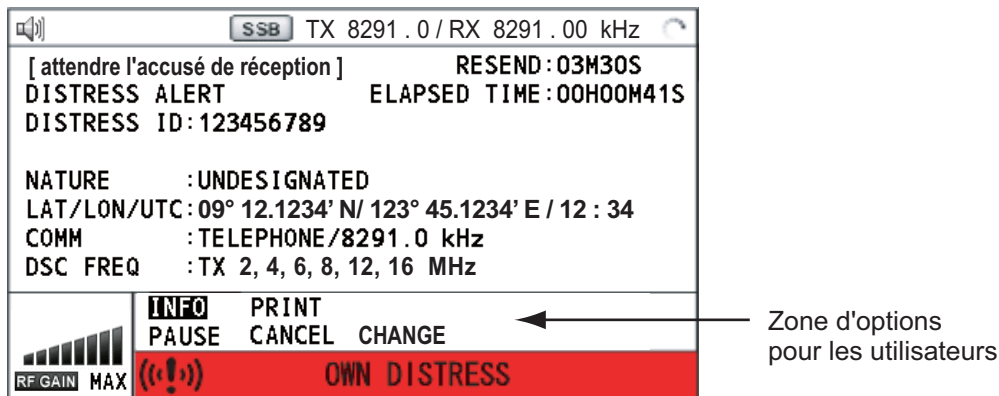 SSB TX 8291 . 0 / RX 8291 . 00 kHz
[ attendre l'accusé de réception ] RESEND:03M30S
DISTRESS ALERT ELAPSED TIME:00H00M41S
DISTRESS ID:123456789
NATURE :UNDESIGNATED
LAT/LON/UTC:09° 12.1234' N/ 123° 45.1234' E / 12 : 34
COMM :TELEPHONE/8291.0 kHz
DSC FREQ :TX 2, 4, 6, 8, 12, 16 MHz
INFO PRINT
PAUSE CANCEL CHANGE
RF GAIN MAX
OWN DISTRESS
Zone d'options
pour les utilisateurs